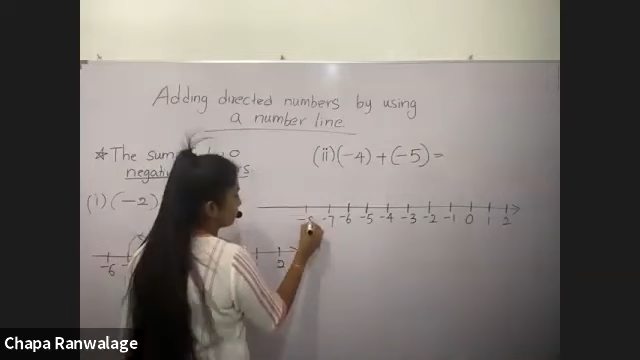 Adding directed numbers by using
a number line.
☆ The sum
negative
(i) (-2)
-6
2
(ii) (-4) + (-5) =
-8 -7 -6 -5 -4 -3 -2 -1 0 1 2
Chapa Ranwalage